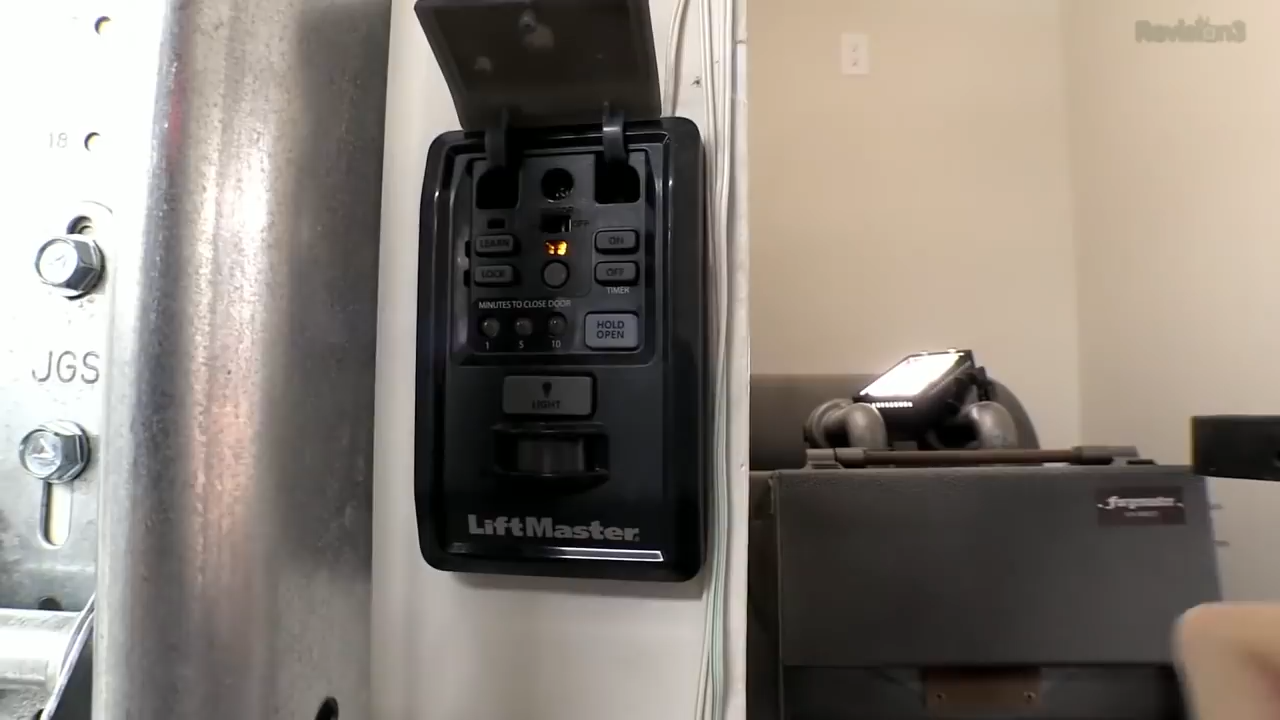 Revision3
18
OFF
LEARN
ON
LOCK
OFF
TIMER
MINUTES TO CLOSE DOOR
HOLD
OPEN
1 5 10
JGS
LIGHT
LiftMaster